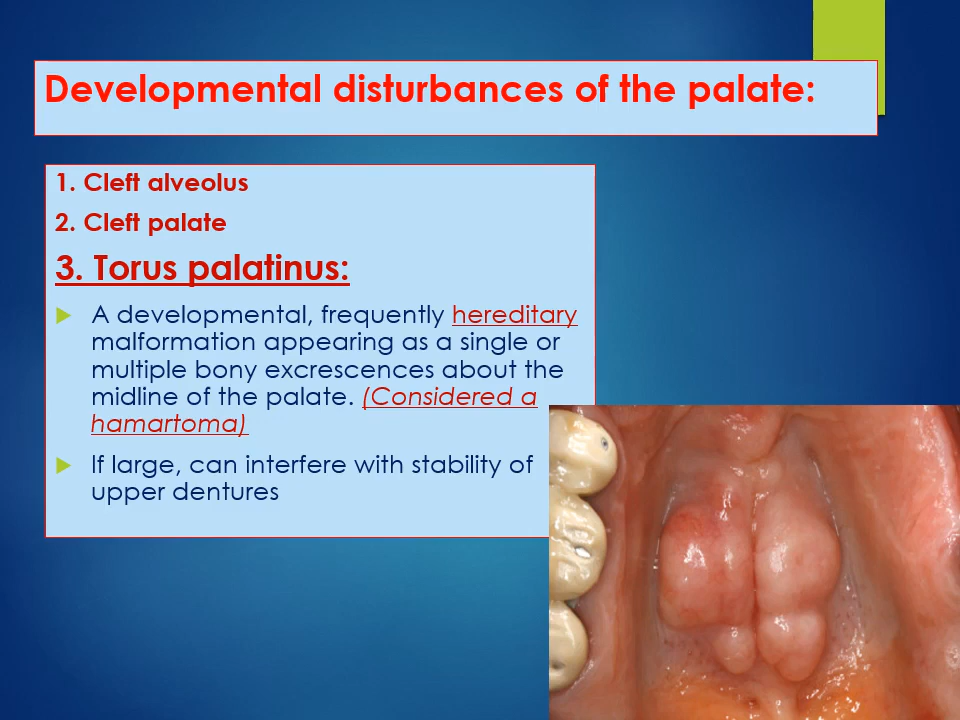 Developmental disturbances of the palate:
1. Cleft alveolus
2. Cleft palate
3. Torus palatinus:
A developmental, frequently hereditary
malformation appearing as a single or
multiple bony excrescences about the
midline of the palate. (Considered a
hamartoma)
If large, can interfere with stability of
upper dentures